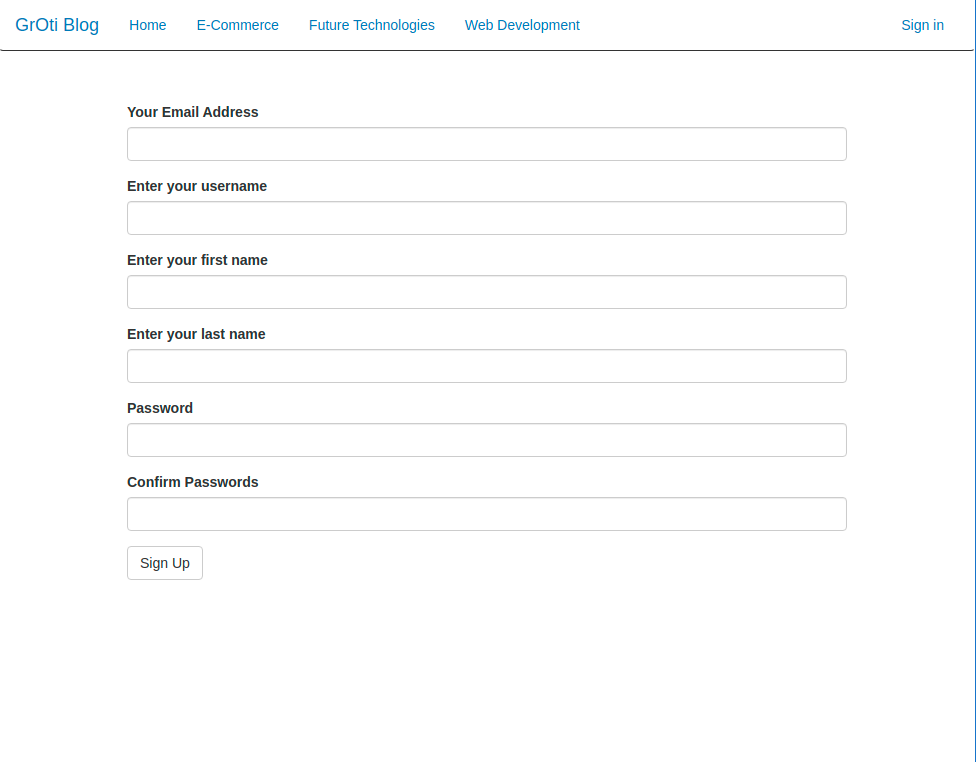 GrOti Blog Home E-Commerce Future Technologies Web Development Sign in
Your Email Address
Enter your username
Enter your first name
Enter your last name
Password
Confirm Passwords
Sign Up